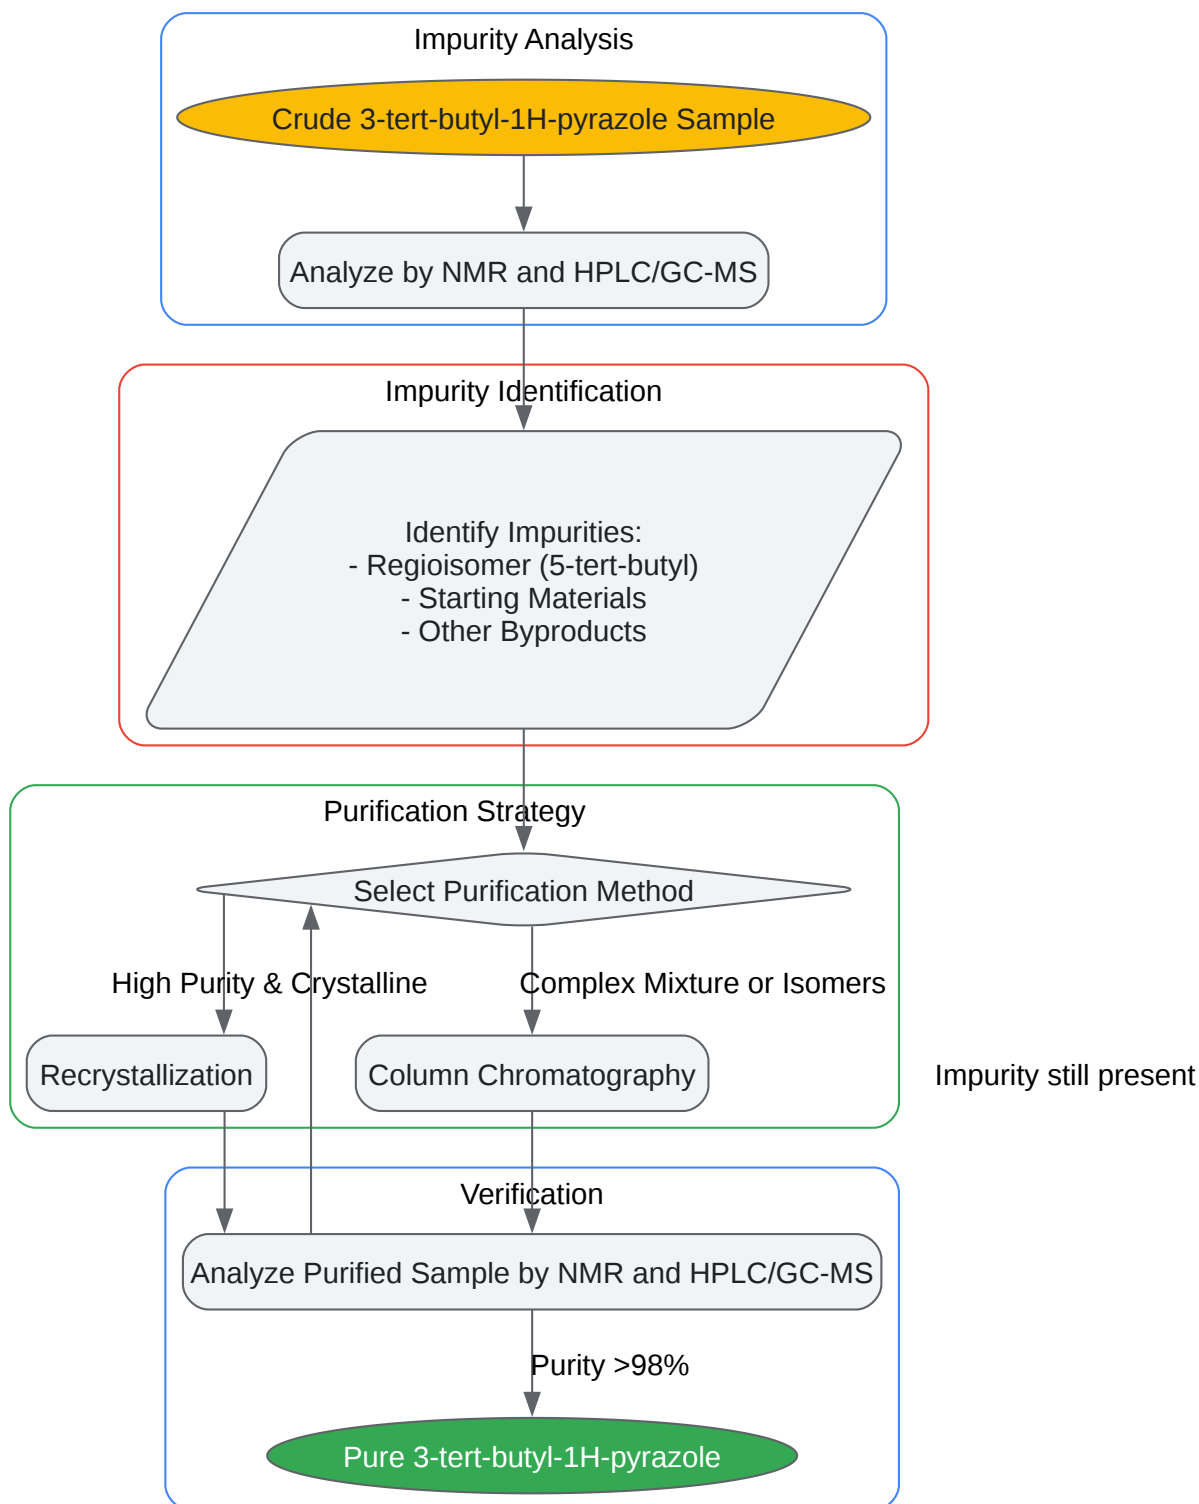 Impurity Analysis
Crude 3-tert-butyl-1H-pyrazole Sample
Analyze by NMR and HPLC/GC-MS
Impurity Identification
Identify Impurities:
- Regioisomer (5-tert-butyl)
- Starting Materials
- Other Byproducts
Purification Strategy
Select Purification Method
High Purity & Crystalline
Complex Mixture or Isomers
Recrystallization
Column Chromatography
Impurity still present
Verification
Analyze Purified Sample by NMR and HPLC/GC-MS
Purity >98%
Pure 3-tert-butyl-1H-pyrazole